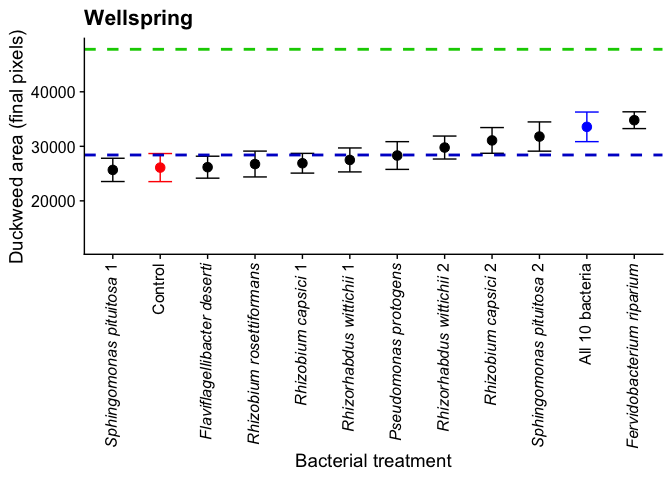 Wellspring
Duckweed area (final pixels)
40000
30000
20000
Sphingomonas pituitosa 1
Control
Flaviflagellibacter deserti
Rhizobium rosettiformans
Rhizobium capsici 1
Rhizorhabdus wittichii 1
Pseudomonas protogens
Rhizorhabdus wittichii 2
Rhizobium capsici 2
Sphingomonas pituitosa 2
All 10 bacteria
Fervidobacterium riparium
Bacterial treatment